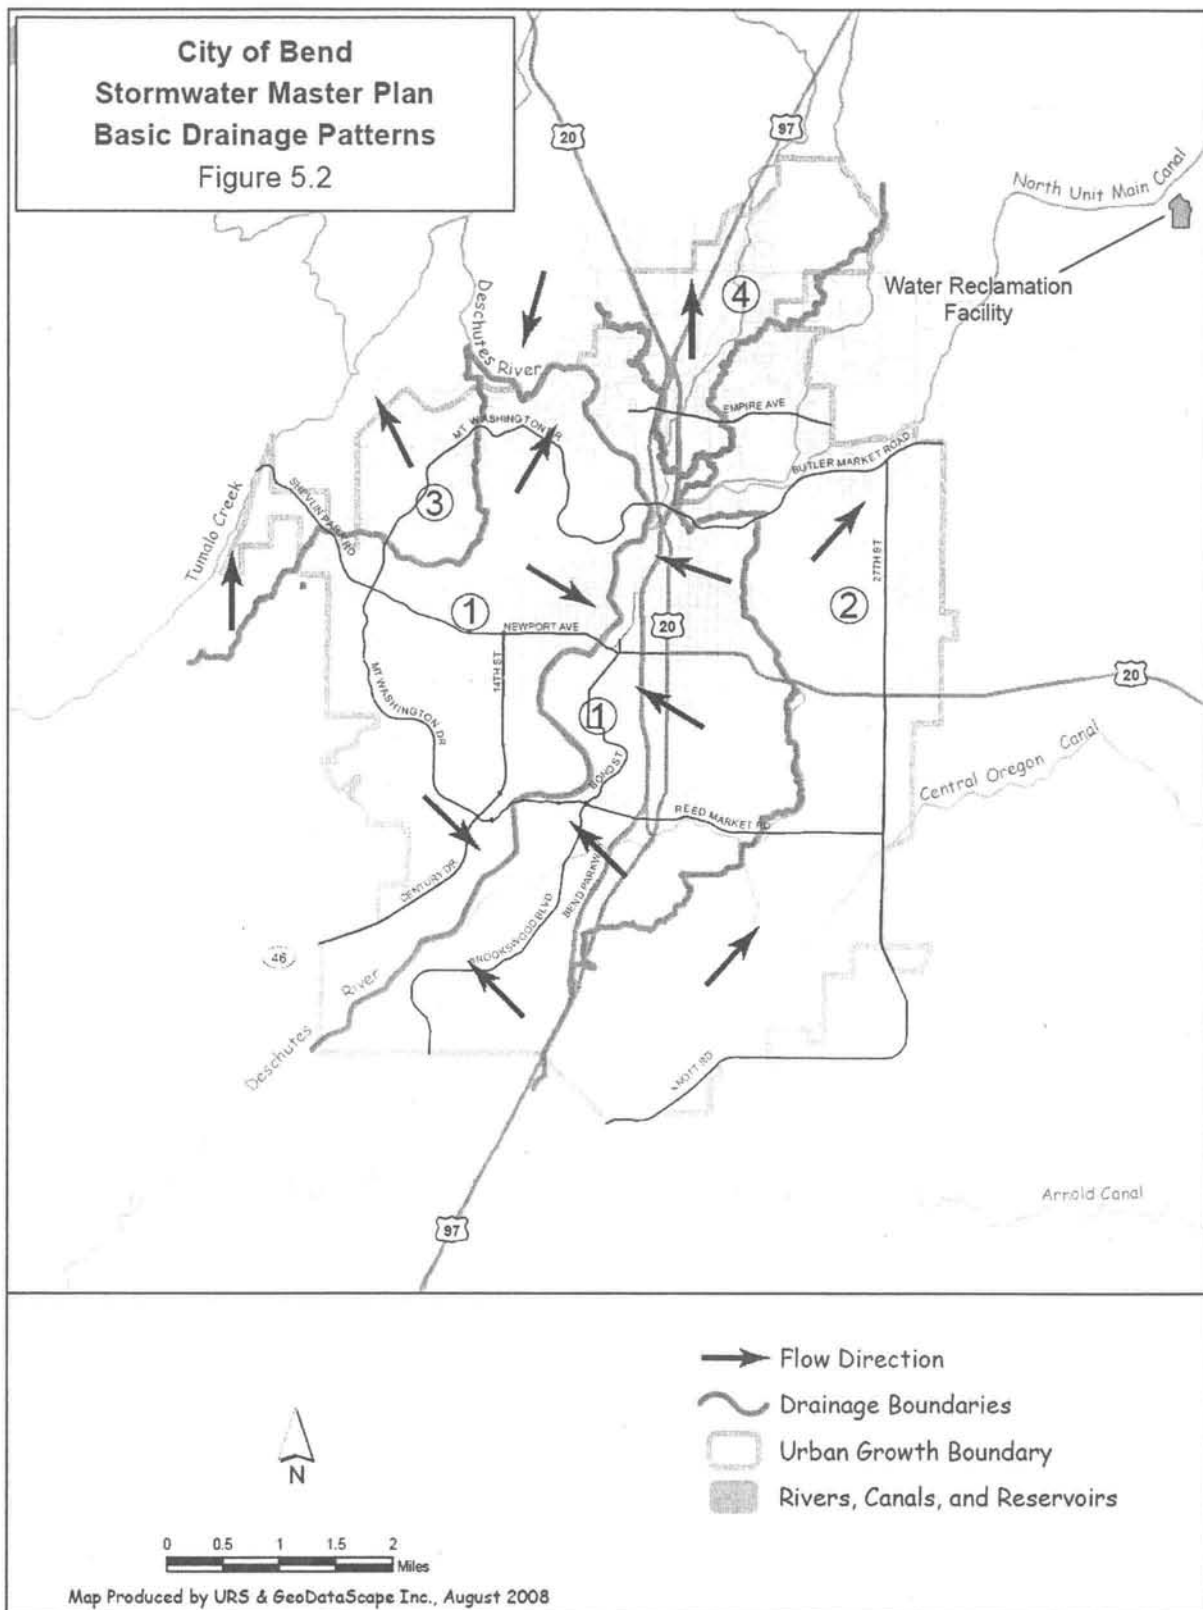 City of Bend
Stormwater Master Plan
Basic Drainage Patterns
Figure 5.2
20
97
North Unit Main Canal
Water Reclamation
Facility
Deschutes
River
4
EMPIRE AVE
MT WASHINGTON DR
BUTLER MARKET ROAD
SHEVLIN PARK RD
3
Tumalo Creek
27TH ST
1
2
NEWPORT AVE
20
20
14TH ST
MT WASHINGTON DR
1
BOND ST
Central Oregon Canal
REED MARKET RD
CENTURY DR
BEND PARKWAY
BROOKSWOOD BLVD
46
Deschutes River
KNOTT RD
Arnold Canal
97
Flow Direction
Drainage Boundaries
Urban Growth Boundary
Rivers, Canals, and Reservoirs
N
0 0.5 1 1.5 2
Miles
Map Produced by URS & GeoDataScape Inc., August 2008